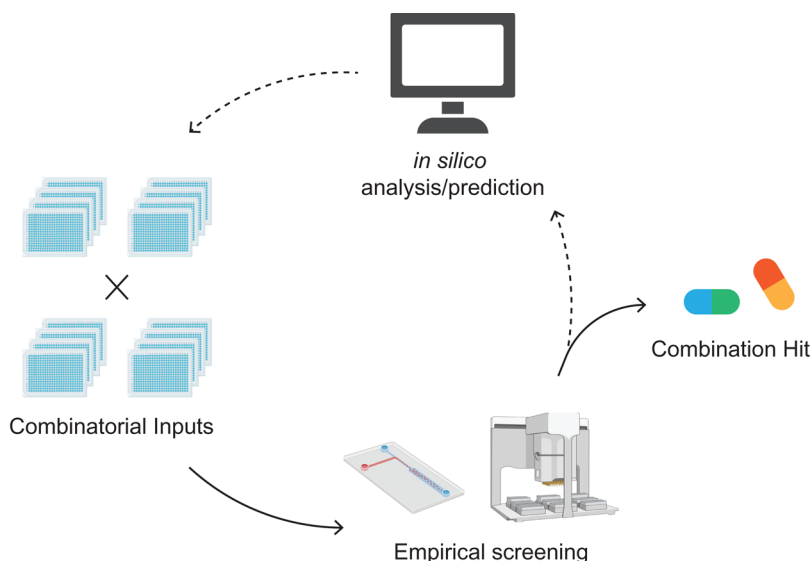 in silico
analysis/prediction
Combination Hit
Combinatorial Inputs
Empirical screening